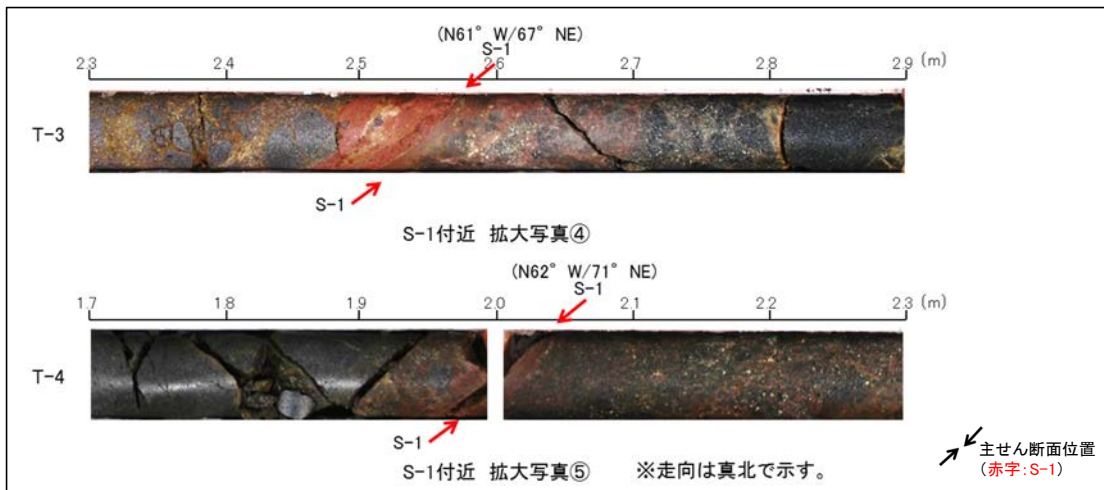 (N61° W/67° NE)
S-1
2.3 2.4 2.5 2.6 2.7 2.8 2.9 (m)
T-3
S-1
S-1付近 拡大写真④
(N62° W/71° NE)
S-1
1.7 1.8 1.9 2.0 2.1 2.2 2.3 (m)
T-4
S-1
S-1付近 拡大写真⑤ ※走向は真北で示す。
主せん断面位置
(赤字:S-1)